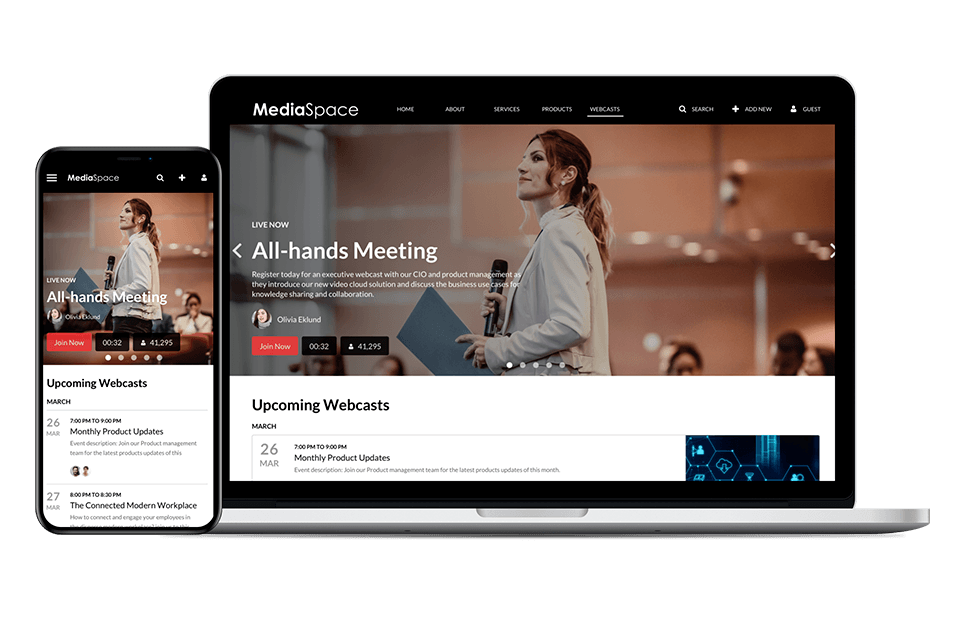 MediaSpace
HOME ABOUT SERVICES PRODUCTS WEBCASTS SEARCH ADD NEW GUEST
LIVE NOW
All-hands Meeting
Register today for an executive webcast with our CIO and product management as
they introduce our new video cloud solution and discuss the business use cases for
knowledge sharing and collaboration.
Olivia Eklund
Join Now 00:32 41,295
Upcoming Webcasts
MARCH
26 MAR
7:00 PM TO 9:00 PM
Monthly Product Updates
Event description: Join our Product management team for the latest products updates of this month.
MediaSpace
LIVE NOW
All-hands Meeting
Olivia Eklund
Join Now 00:32 41,295
Upcoming Webcasts
MARCH
26 MAR
7:00 PM TO 9:00 PM
Monthly Product Updates
Event description: Join our Product management
team for the latest products updates of this
27 MAR
8:00 PM TO 8:30 PM
The Connected Modern Workplace
How to connect and engage your employees in